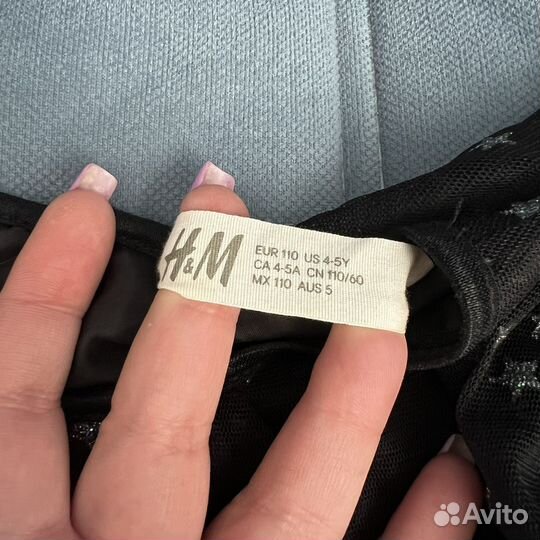 H&M
EUR 110 US 4-5Y
CA 4-5A CN 110/60
MX 110 AUS 5
Avito